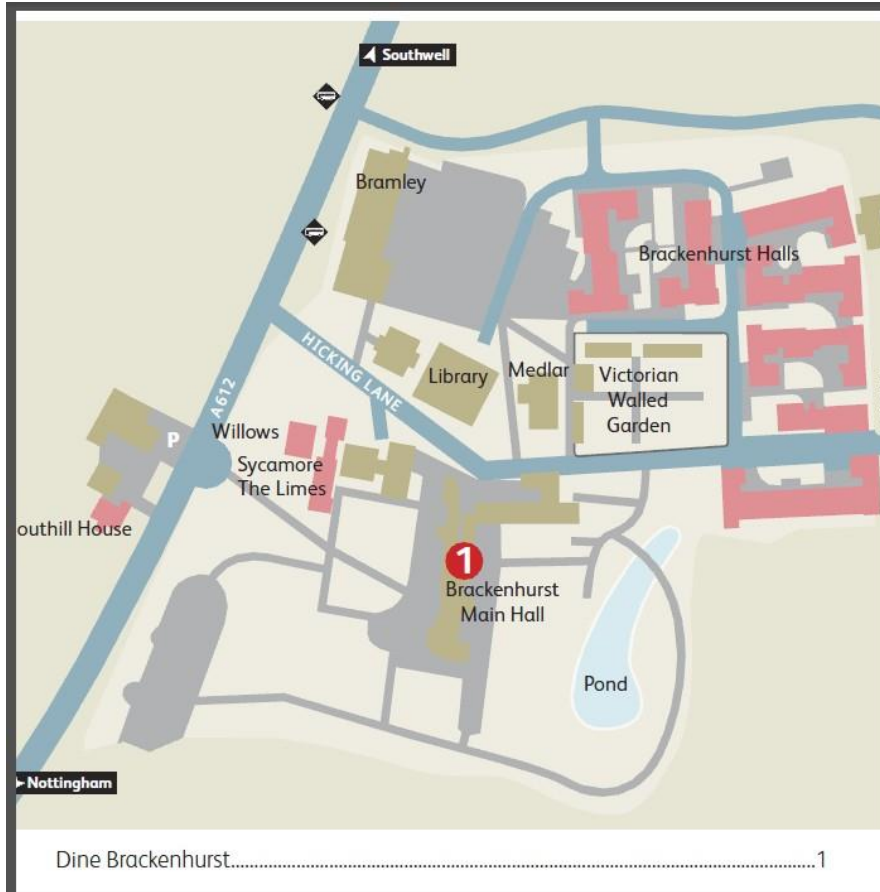 Southwell
Bramley
Brackenhurst Halls
HICKING LANE
Library
Medlar
Victorian
Walled
Garden
A612
P
Willows
Sycamore
The Limes
outhill House
1
Brackenhurst
Main Hall
Pond
Nottingham
Dine Brackenhurst..........................................................................................................1